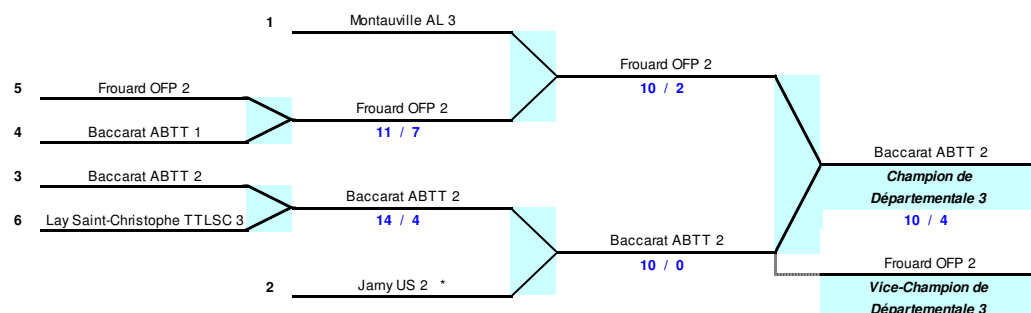 1 Montauville AL 3
Frouard OFP 2
10 / 2
5 Frouard OFP 2
Frouard OFP 2
11 / 7
4 Baccarat ABTT 1
Baccarat ABTT 2
Champion de
Départementale 3
10 / 4
3 Baccarat ABTT 2
Baccarat ABTT 2
14 / 4
6 Lay Saint-Christophe TTLSC 3
Baccarat ABTT 2
10 / 0
Frouard OFP 2
Vice-Champion de
Départementale 3
2 Jarny US 2 *